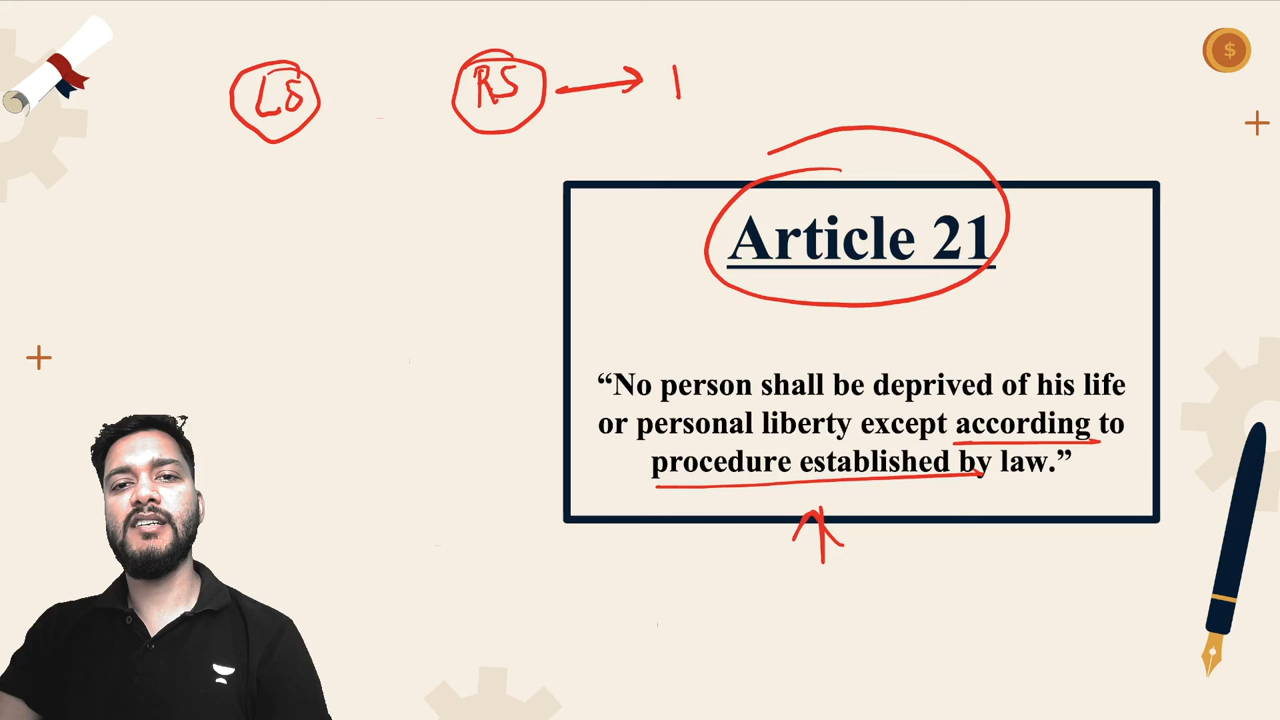 LS RS → 1
Article 21
“No person shall be deprived of his life
or personal liberty except according to
procedure established by law.”
$